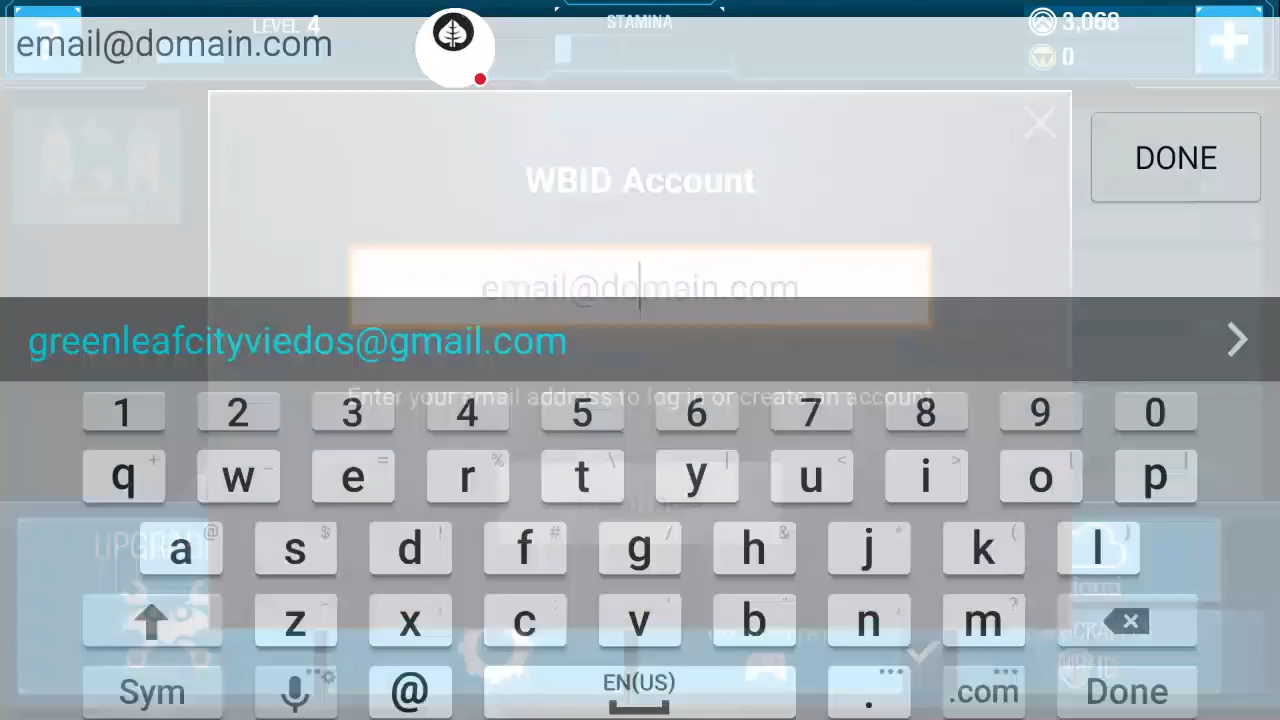 LEVEL 4
STAMINA
3,068
0
email@domain.com
DONE
WBID Account
email@domain.com
greenleafcityviedos@gmail.com
Enter your email address to log in or create an account
1 2 3 4 5 6 7 8 9 0
q + w - e = r % t \ y | u < i > o [ p ]
UPGRADE
a @ s $ d ! f # g / h & j * k ( l )
z x c v b n m ?
WBID
Sym @ EN(US) . .com Done